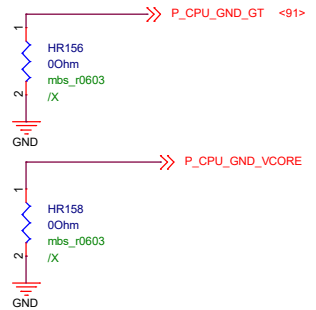 P_CPU_GND_GT <91>
1
HR156
0Ohm
mbs_r0603
2
/X
GND
P_CPU_GND_VCORE
1
HR158
0Ohm
mbs_r0603
2
/X
GND